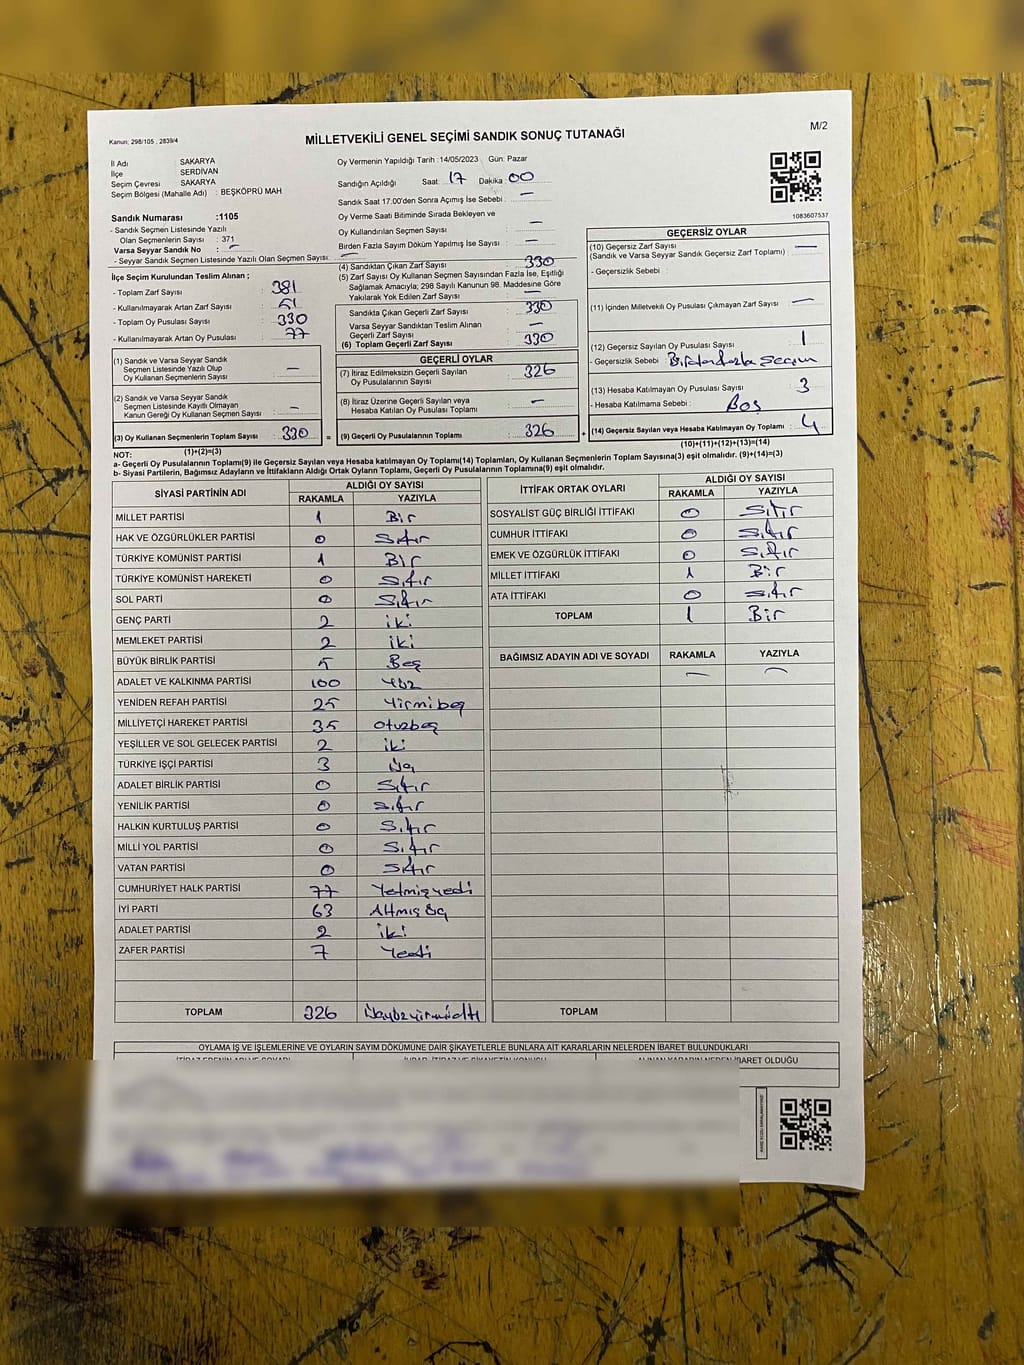 Kanun; 298/105 , 2839/4
MİLLETVEKİLİ GENEL SEÇİMİ SANDIK SONUÇ TUTANAĞI
M/2
İl Adı SAKARYA
İlçe SERDİVAN
Seçim Çevresi SAKARYA
Seçim Bölgesi (Mahalle Adı) : BEŞKÖPRÜ MAH
Sandık Numarası :1105
- Sandık Seçmen Listesinde Yazılı
Olan Seçmenlerin Sayısı : 371
Varsa Seyyar Sandık No : -
- Seyyar Sandık Seçmen Listesinde Yazılı Olan Seçmen Sayısı : -
Oy Vermenin Yapıldığı Tarih :14/05/2023 Gün: Pazar
Sandığın Açıldığı Saat: 17 Dakika: 00
Sandık Saat 17.00'den Sonra Açımış İse Sebebi : -
Oy Verme Saati Bitiminde Sırada Bekleyen ve
Oy Kullandırılan Seçmen Sayısı : -
Birden Fazla Sayım Döküm Yapılmış İse Sayısı : -
1083607537
İlçe Seçim Kurulundan Teslim Alınan ;
- Toplam Zarf Sayısı : 381
- Kullanılmayarak Artan Zarf Sayısı : 51
- Toplam Oy Pusulası Sayısı : 330
- Kullanılmayarak Artan Oy Pusulası : 77
(4) Sandıktan Çıkan Zarf Sayısı : 330
(5) Zarf Sayısı Oy Kullanan Seçmen Sayısından Fazla İse, Eşitliği
Sağlamak Amacıyla; 298 Sayılı Kanunun 98. Maddesine Göre
Yakılarak Yok Edilen Zarf Sayısı : -
Sandıkta Çıkan Geçerli Zarf Sayısı : 330
Varsa Seyyar Sandıktan Teslim Alınan
Geçerli Zarf Sayısı : -
(6) Toplam Geçerli Zarf Sayısı : 330
GEÇERSİZ OYLAR
(10) Geçersiz Zarf Sayısı
(Sandık ve Varsa Seyyar Sandık Geçersiz Zarf Toplamı) : -
- Geçersizlik Sebebi :
(11) İçinden Milletvekili Oy Pusulası Çıkmayan Zarf Sayısı : -
(12) Geçersiz Sayılan Oy Pusulası Sayısı : 1
- Geçersizlik Sebebi : Birden fazla seçim
(13) Hesaba Katılmayan Oy Pusulası Sayısı : 3
- Hesaba Katılmama Sebebi : Boş
(14) Geçersiz Sayılan veya Hesaba Katılmayan Oy Toplamı : 4
(1) Sandık ve Varsa Seyyar Sandık
Seçmen Listesinde Yazılı Olup
Oy Kullanan Seçmenlerin Sayısı : -
(2) Sandık ve Varsa Seyyar Sandık
Seçmen Listesinde Kayıtlı Olmayan
Kanun Gereği Oy Kullanan Seçmen Sayısı : -
(3) Oy Kullanan Seçmenlerin Toplam Sayısı : 330 =
GEÇERLİ OYLAR
(7) İtiraz Edilmeksizin Geçerli Sayılan
Oy Pusulalarının Sayısı : 326
(8) İtiraz Üzerine Geçerli Sayılan veya
Hesaba Katılan Oy Pusulası Toplamı : -
(9) Geçerli Oy Pusulalarının Toplamı : 326 +
(1)+(2)=(3)
(10)+(11)+(12)+(13)=(14)
NOT:
a- Geçerli Oy Pusulalarının Toplamı(9) ile Geçersiz Sayılan veya Hesaba Katılmayan Oy Pusulası Toplamı(14) Toplamları, Oy Kullanan Seçmenlerin Toplam Sayısına(3) eşit olmalıdır. (9)+(14)=(3)
b- Siyasi Partilerin, Bağımsız Adayların ve İttifakların Aldığı Ortak Oyların Toplamı, Geçerli Oy Pusulalarının Toplamına(9) eşit olmalıdır.
SİYASİ PARTİNİN ADI ALDIĞI OY SAYISI
RAKAMLA YAZIYLA
MİLLET PARTİSİ 1 Bir
HAK VE ÖZGÜRLÜKLER PARTİSİ 0 Sıfır
TÜRKİYE KOMÜNİST PARTİSİ 1 Bir
TÜRKİYE KOMÜNİST HAREKETİ 0 Sıfır
SOL PARTİ 0 Sıfır
GENÇ PARTİ 2 iki
MEMLEKET PARTİSİ 2 iki
BÜYÜK BİRLİK PARTİSİ 5 Beş
ADALET VE KALKINMA PARTİSİ 100 Yüz
YENİDEN REFAH PARTİSİ 25 Yirmibeş
MİLLİYETÇİ HAREKET PARTİSİ 35 otuzbeş
YEŞİLLER VE SOL GELECEK PARTİSİ 2 iki
TÜRKİYE İŞÇİ PARTİSİ 3 Üç
ADALET BİRLİK PARTİSİ 0 Sıfır
YENİLİK PARTİSİ 0 Sıfır
HALKIN KURTULUŞ PARTİSİ 0 Sıfır
MİLLİ YOL PARTİSİ 0 Sıfır
VATAN PARTİSİ 0 Sıfır
CUMHURİYET HALK PARTİSİ 77 Yetmişyedi
İYİ PARTİ 63 Altmışüç
ADALET PARTİSİ 2 iki
ZAFER PARTİSİ 7 Yedi
TOPLAM 326 Üçyüzyirmialtı
İTTİFAK ORTAK OYLARI ALDIĞI OY SAYISI
RAKAMLA YAZIYLA
SOSYALİST GÜÇ BİRLİĞİ İTTİFAKI 0 Sıfır
CUMHUR İTTİFAKI 0 Sıfır
EMEK VE ÖZGÜRLÜK İTTİFAKI 0 Sıfır
MİLLET İTTİFAKI 1 Bir
ATA İTTİFAKI 0 Sıfır
TOPLAM 1 Bir
BAĞIMSIZ ADAYIN ADI VE SOYADI RAKAMLA YAZIYLA
- -
TOPLAM
OYLAMA İŞ VE İŞLEMLERİNE VE OYLARIN SAYIM DÖKÜMÜNE DAİR ŞİKAYETLERLE BUNLARA AİT KARARLARIN NELERDEN İBARET BULUNDUKLARI